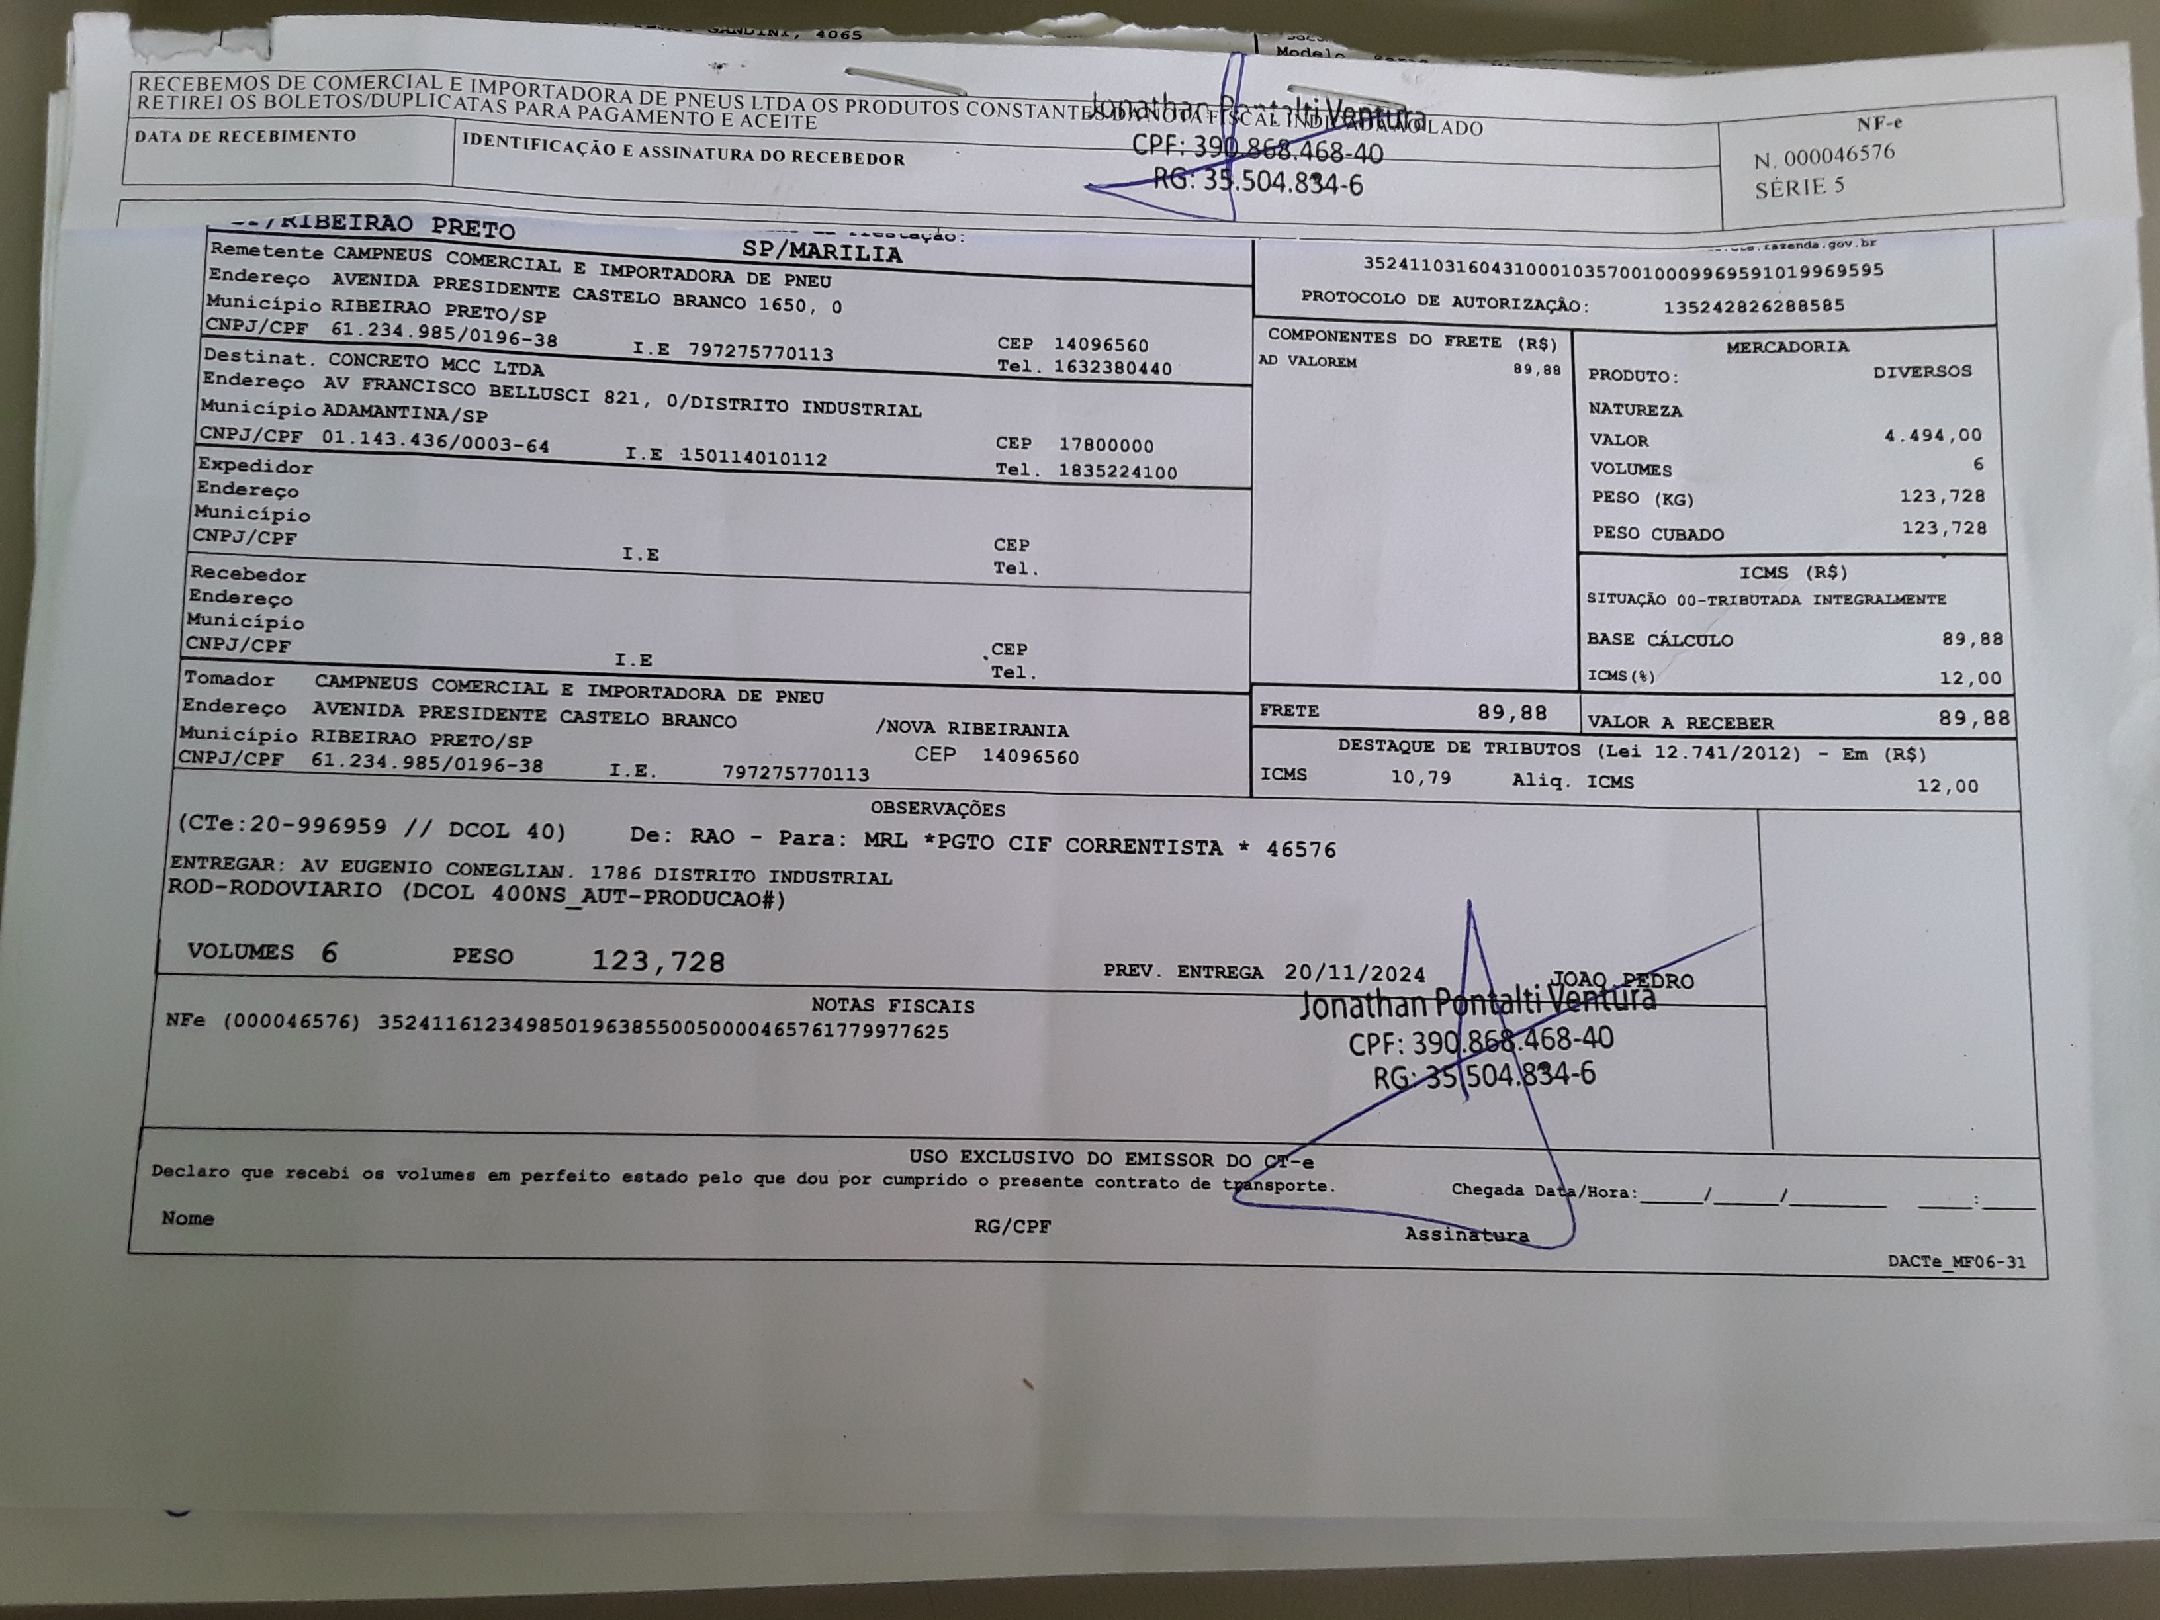 GANDINI, 4065
Modelo
RECEBEMOS DE COMERCIAL E IMPORTADORA DE PNEUS LTDA OS PRODUTOS CONSTANTES DA NOTA FISCAL INDICADA AO LADO
RETIREI OS BOLETOS/DUPLICATAS PARA PAGAMENTO E ACEITE
DATA DE RECEBIMENTO
IDENTIFICAÇÃO E ASSINATURA DO RECEBEDOR
Jonathan Pontalti Ventura
CPF: 390.868.468-40
RG: 35.504.834-6
NF-e
N. 000046576
SÉRIE 5
/RIBEIRAO PRETO
SP/MARILIA
Remetente CAMPNEUS COMERCIAL E IMPORTADORA DE PNEU
Endereço AVENIDA PRESIDENTE CASTELO BRANCO 1650, 0
Município RIBEIRAO PRETO/SP CEP 14096560
CNPJ/CPF 61.234.985/0196-38 I.E 797275770113 Tel. 1632380440
Destinat. CONCRETO MCC LTDA
Endereço AV FRANCISCO BELLUSCI 821, 0/DISTRITO INDUSTRIAL
Município ADAMANTINA/SP CEP 17800000
CNPJ/CPF 01.143.436/0003-64 I.E 150114010112 Tel. 1835224100
Expedidor
Endereço
Município CEP
CNPJ/CPF I.E Tel.
Recebedor
Endereço
Município CEP
CNPJ/CPF I.E Tel.
Tomador CAMPNEUS COMERCIAL E IMPORTADORA DE PNEU
Endereço AVENIDA PRESIDENTE CASTELO BRANCO /NOVA RIBEIRANIA
Município RIBEIRAO PRETO/SP CEP 14096560
CNPJ/CPF 61.234.985/0196-38 I.E. 797275770113
.fazenda.gov.br
35241103160431000103570010009969591019969595
PROTOCOLO DE AUTORIZAÇÃO: 135242826288585
COMPONENTES DO FRETE (R$)
AD VALOREM 89,88
MERCADORIA
PRODUTO: DIVERSOS
NATUREZA
VALOR 4.494,00
VOLUMES 6
PESO (KG) 123,728
PESO CUBADO 123,728
ICMS (R$)
SITUAÇÃO 00-TRIBUTADA INTEGRALMENTE
BASE CÁLCULO 89,88
ICMS(%) 12,00
FRETE 89,88 VALOR A RECEBER 89,88
DESTAQUE DE TRIBUTOS (Lei 12.741/2012) - Em (R$)
ICMS 10,79 Aliq. ICMS 12,00
OBSERVAÇÕES
(CTe:20-996959 // DCOL 40) De: RAO - Para: MRL *PGTO CIF CORRENTISTA * 46576
ENTREGAR: AV EUGENIO CONEGLIAN. 1786 DISTRITO INDUSTRIAL
ROD-RODOVIARIO (DCOL 400NS_AUT-PRODUCAO#)
VOLUMES 6 PESO 123,728 PREV. ENTREGA 20/11/2024 JOAO PEDRO
NOTAS FISCAIS
NFe (000046576) 35241161234985019638550050000465761779977625
Jonathan Pontalti Ventura
CPF: 390.868.468-40
RG: 35.504.834-6
USO EXCLUSIVO DO EMISSOR DO CT-e
Declaro que recebi os volumes em perfeito estado pelo que dou por cumprido o presente contrato de transporte. Chegada Data/Hora:_____/_____/_______ ____:____
Nome RG/CPF Assinatura
DACTe_MF06-31